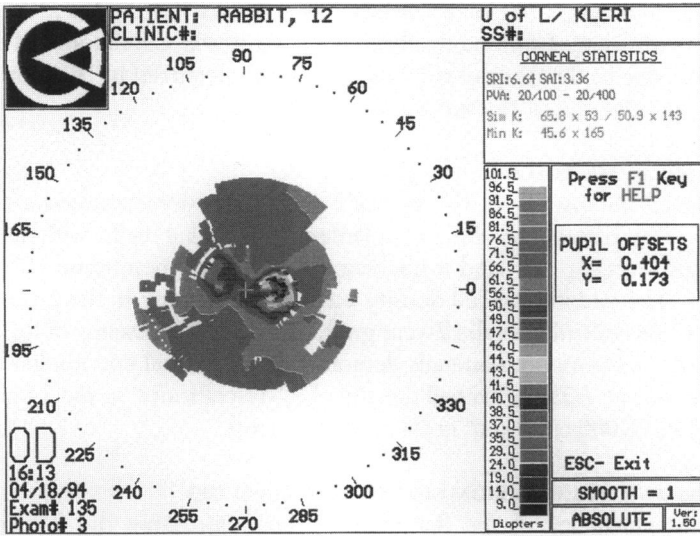 PATIENT: RABBIT, 12
U of L/ KLERI
CLINIC#:
SS#:
CORNEAL STATISTICS
SRI:6.64 SAI:3.36
PVA: 20/100 - 20/400
Sim K: 65.8 x 53 / 50.9 x 143
Min K: 45.6 x 165
90
105
75
120
60
135
45
150
30
165
15
0
195
210
330
225
315
240
300
255
270
285
OD
16:13
04/18/94
Exam# 135
Photo# 3
101.5
96.5
91.5
86.5
81.5
76.5
71.5
66.5
61.5
56.5
50.5
49.0
47.5
46.0
44.5
43.0
41.5
40.0
38.5
37.0
35.5
29.0
24.0
19.0
14.0
9.0
Diopters
Press F1 Key
for HELP
PUPIL OFFSETS
X= 0.404
Y= 0.173
ESC- Exit
SMOOTH = 1
ABSOLUTE
Ver:
1.50